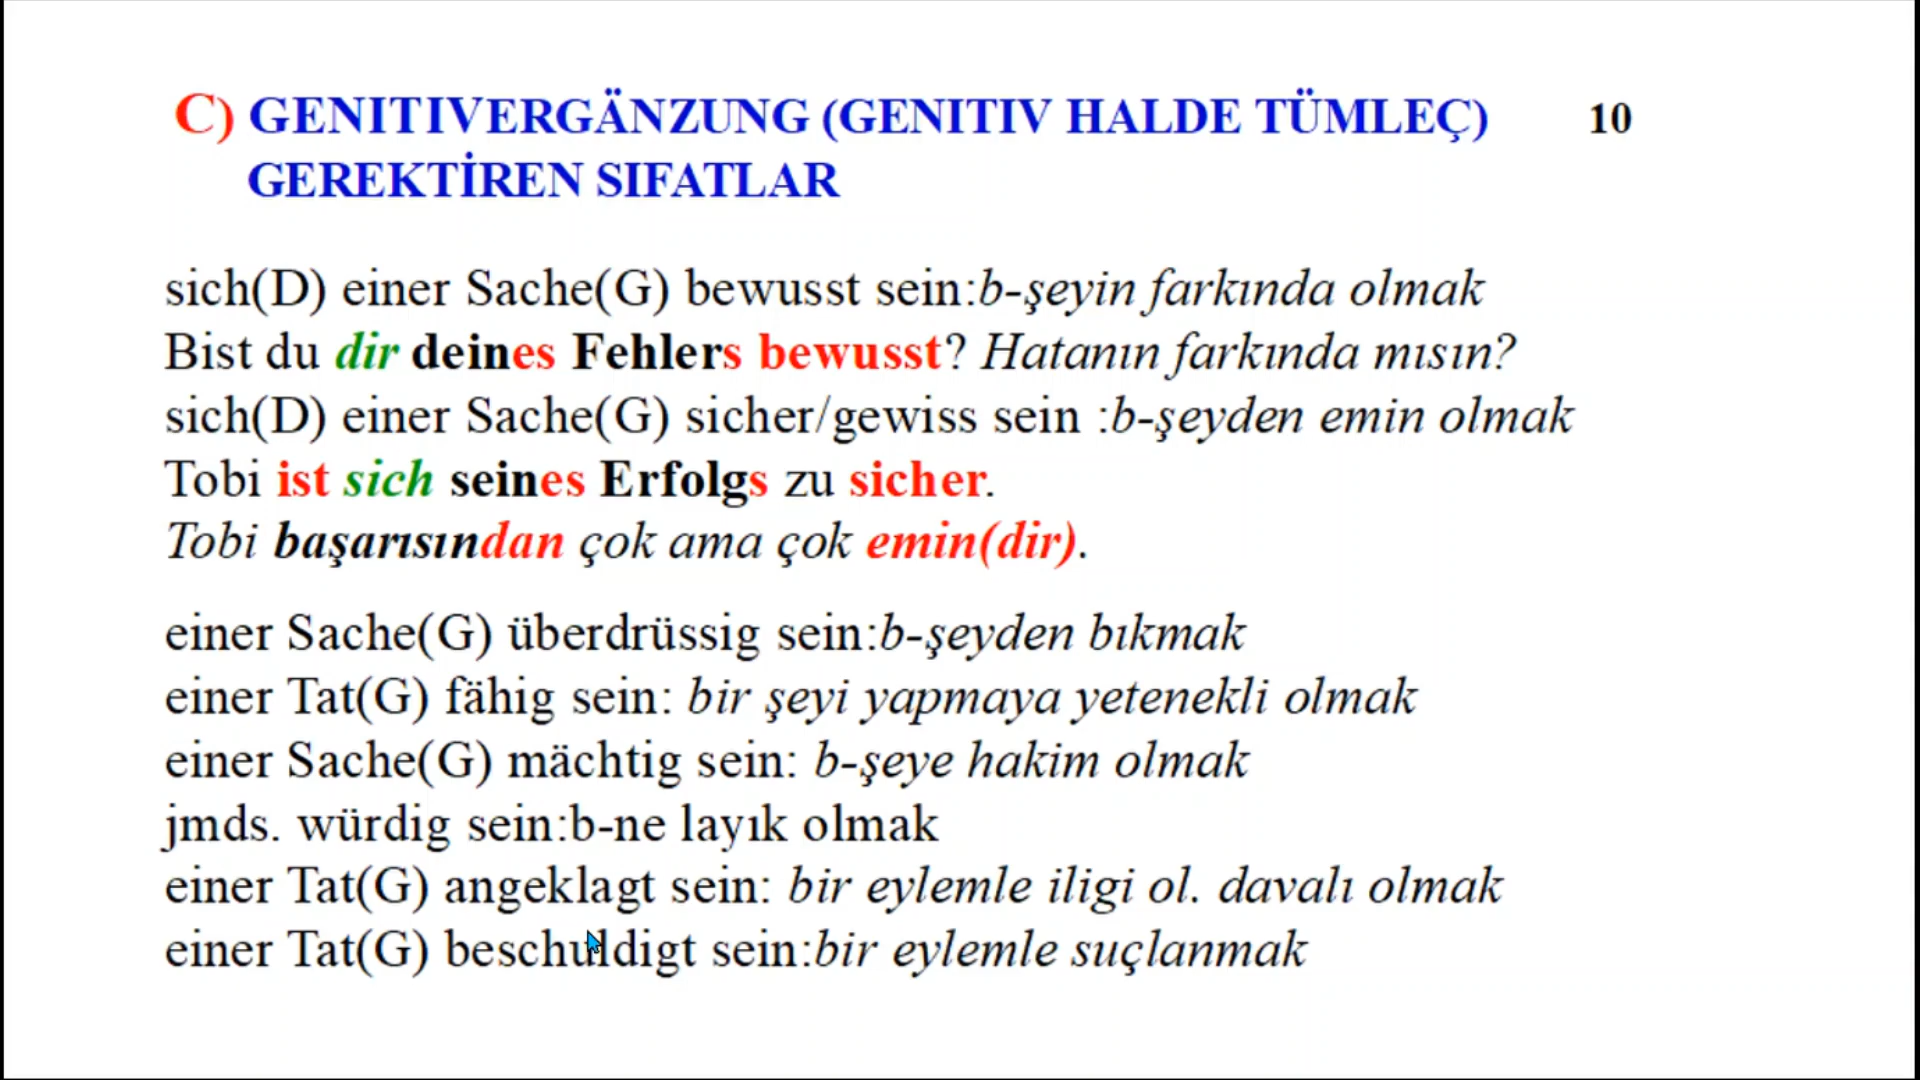 C) GENITIVERGÄNZUNG (GENITIV HALDE TÜMLEÇ) 10
GEREKTİREN SIFATLAR
sich(D) einer Sache(G) bewusst sein:b-şeyin farkında olmak
Bist du dir deines Fehlers bewusst? Hatanın farkında mısın?
sich(D) einer Sache(G) sicher/gewiss sein :b-şeyden emin olmak
Tobi ist sich seines Erfolgs zu sicher.
Tobi başarısından çok ama çok emin(dir).
einer Sache(G) überdrüssig sein:b-şeyden bıkmak
einer Tat(G) fähig sein: bir şeyi yapmaya yetenekli olmak
einer Sache(G) mächtig sein: b-şeye hakim olmak
jmds. würdig sein:b-ne layık olmak
einer Tat(G) angeklagt sein: bir eylemle iligi ol. davalı olmak
einer Tat(G) beschuldigt sein:bir eylemle suçlanmak